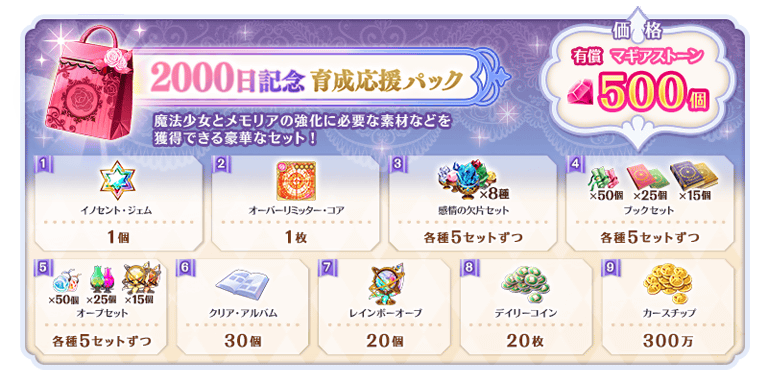 2000日記念 育成応援パック
価格
有償 マギアストーン
500個
魔法少女とメモリアの強化に必要な素材などを
獲得できる豪華なセット！
1
イノセント・ジェム
1個
2
オーバーリミッター・コア
1枚
3
×8種
感情の欠片セット
各種5セットずつ
4
×50個 ×25個 ×15個
ブックセット
各種5セットずつ
5
×50個 ×25個 ×15個
オーブセット
各種5セットずつ
6
クリア・アルバム
30個
7
レインボーオーブ
20個
8
デイリーコイン
20枚
9
カースチップ
300万